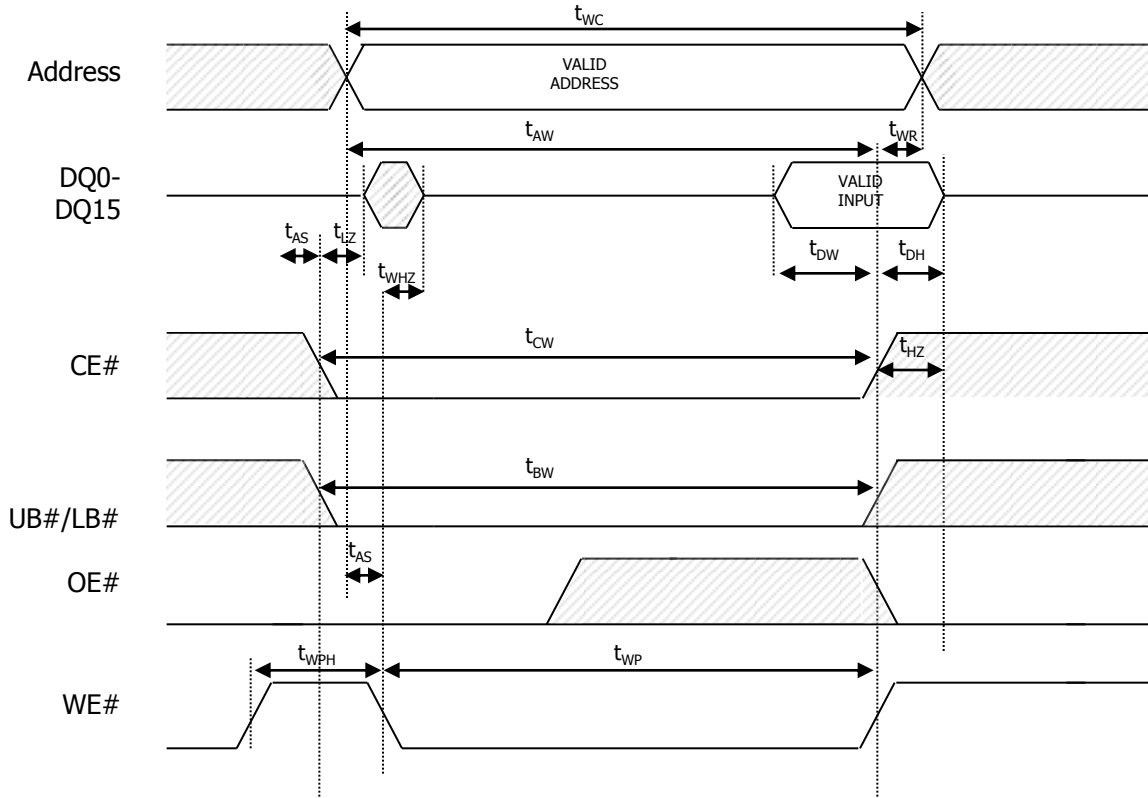 tWC
Address
VALID
ADDRESS
tAW
tWR
DQ0-
DQ15
VALID
INPUT
tAS
tLZ
tDW
tDH
tWHZ
tCW
tHZ
CE#
tBW
UB#/LB#
tAS
OE#
tWPH
tWP
WE#